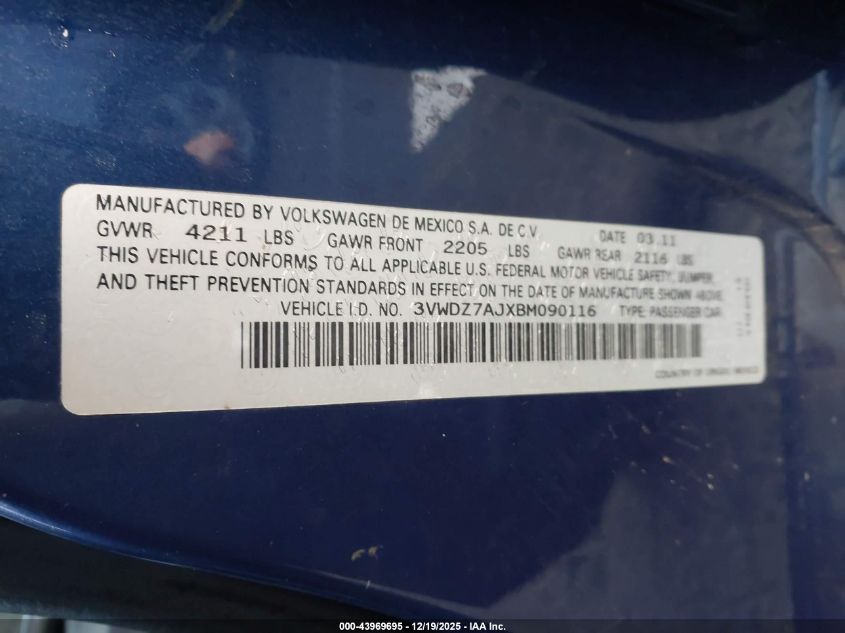 MANUFACTURED BY VOLKSWAGEN DE MEXICO S.A. DE C.V. DATE 03.11
GVWR 4211 LBS GAWR FRONT 2205 LBS GAWR REAR 2116 LBS
THIS VEHICLE CONFORMS TO ALL APPLICABLE U.S. FEDERAL MOTOR VEHICLE SAFETY, BUMPER,
AND THEFT PREVENTION STANDARDS IN EFFECT ON THE DATE OF MANUFACTURE SHOWN ABOVE.
VEHICLE I.D. NO. 3VWDZ7AJXBM090116 TYPE: PASSENGER CAR
COUNTRY OF ORIGIN: MEXICO
000-43969695 - 12/19/2025 - IAA Inc.